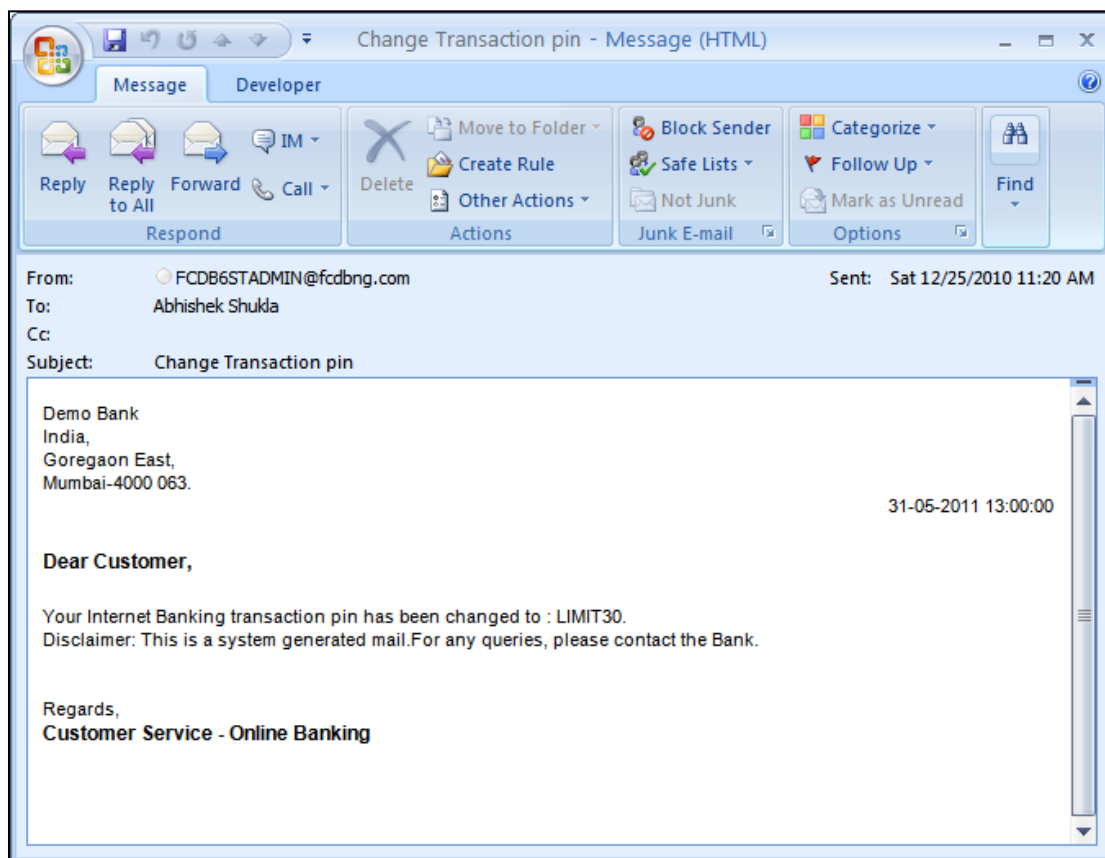 Change Transaction pin - Message (HTML)
Message Developer
Reply
Reply to All
Forward
IM
Call
Respond
Delete
Move to Folder
Create Rule
Other Actions
Actions
Block Sender
Safe Lists
Not Junk
Junk E-mail
Categorize
Follow Up
Mark as Unread
Options
Find
From: FCDB6STADMIN@fcdbng.com Sent: Sat 12/25/2010 11:20 AM
To: Abhishek Shukla
Cc:
Subject: Change Transaction pin
Demo Bank
India,
Goregaon East,
Mumbai-4000 063.
31-05-2011 13:00:00
Dear Customer,
Your Internet Banking transaction pin has been changed to : LIMIT30.
Disclaimer: This is a system generated mail.For any queries, please contact the Bank.
Regards,
Customer Service - Online Banking